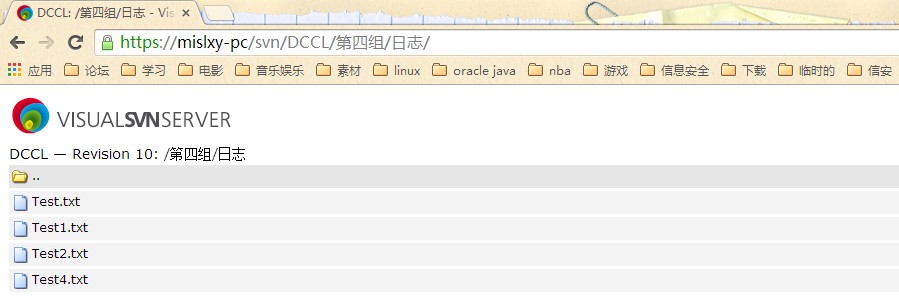 DCCL: /第四组/日志 - Vis
https://mislxy-pc/svn/DCCL/第四组/日志/
应用 论坛 学习 电影 音乐娱乐 素材 linux oracle java nba 游戏 信息安全 下载 临时的 信安
VISUALSVNSERVER
DCCL — Revision 10: /第四组/日志
..
Test.txt
Test1.txt
Test2.txt
Test4.txt